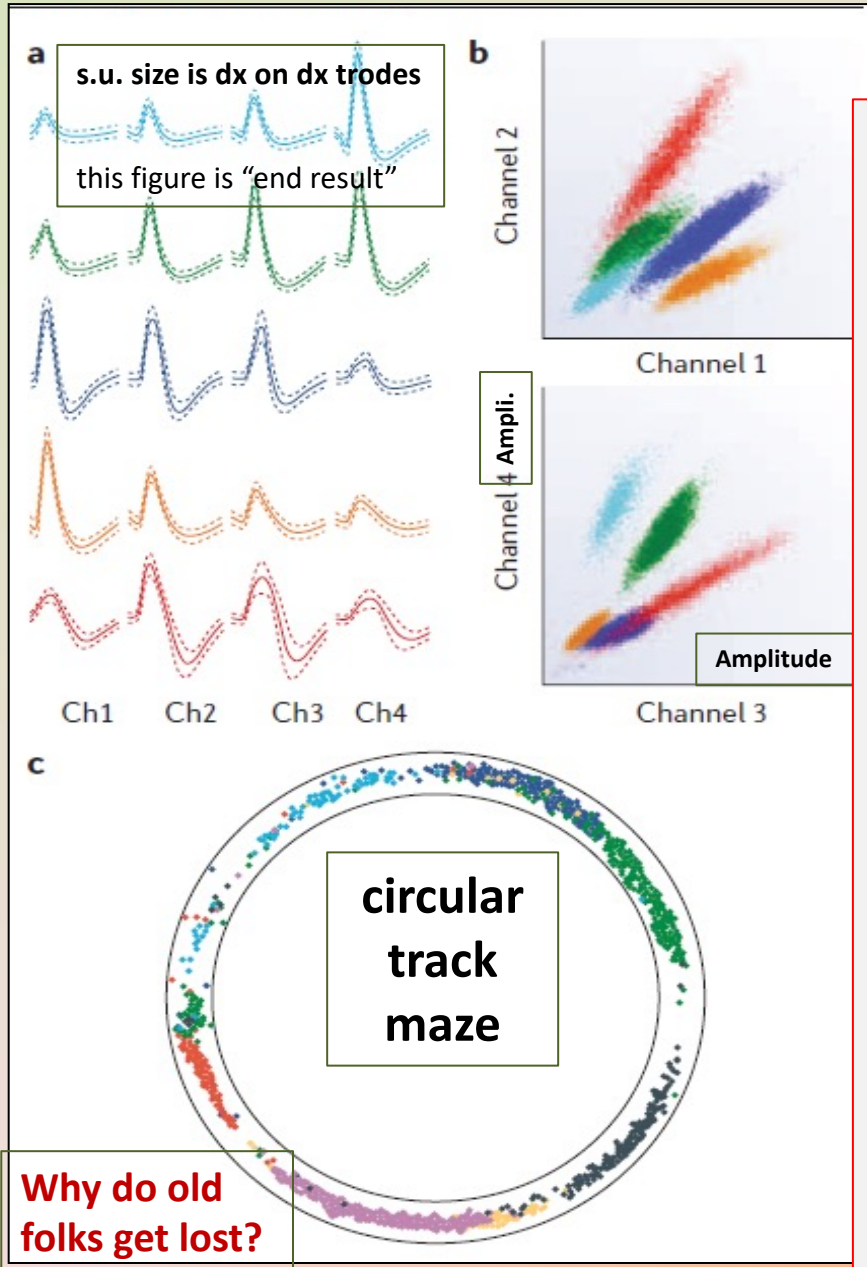 a
s.u. size is dx on dx trodes
this figure is “end result”
Ch1 Ch2 Ch3 Ch4
b
Channel 2
Channel 1
Channel 4
Ampli.
Amplitude
Channel 3
c
circular
track
maze
Why do old
folks get lost?